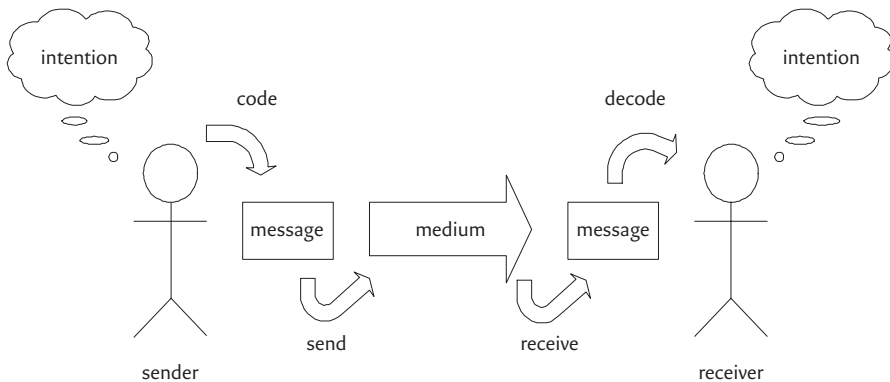 intention
intention
code
decode
message
medium
message
send
receive
sender
receiver